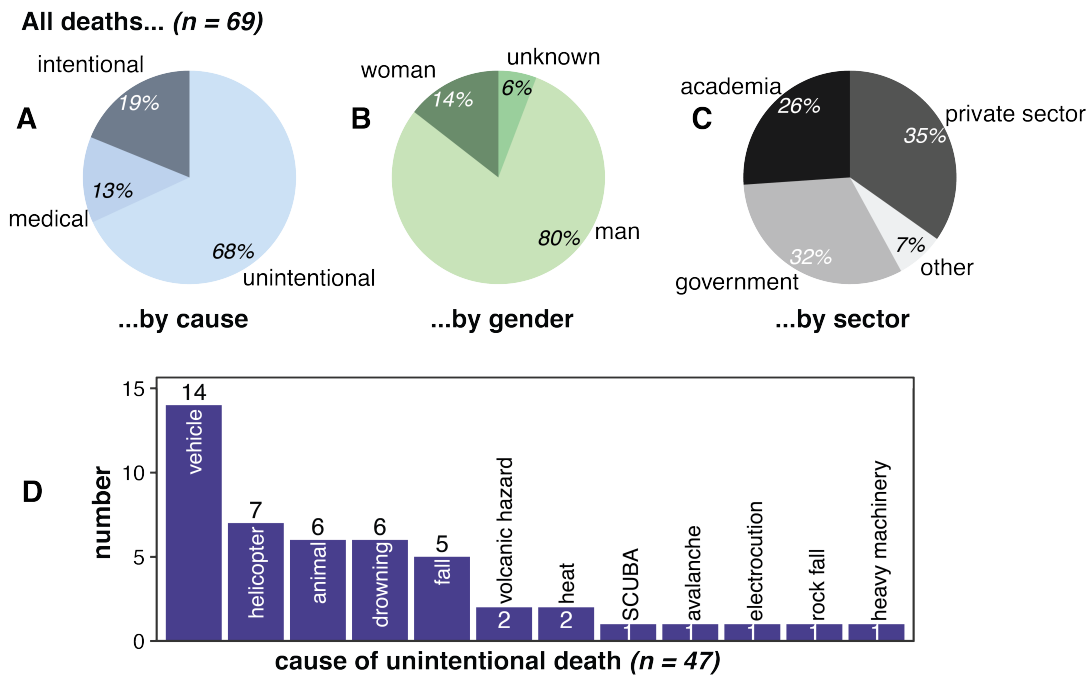 All deaths... (n = 69)
A
intentional
19%
13%
medical
68%
unintentional
...by cause
B
woman
unknown
14%
6%
80%
man
...by gender
C
academia
26%
private sector
35%
32%
government
7%
other
...by sector
D
number
15
10
5
0
14
vehicle
7
helicopter
6
animal
6
drowning
5
fall
2
volcanic hazard
2
heat
1
SCUBA
1
avalanche
1
electrocution
1
rock fall
1
heavy machinery
cause of unintentional death (n = 47)